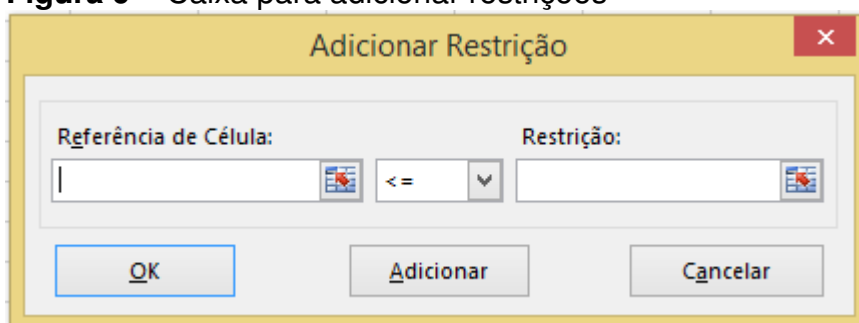 Adicionar Restrição
Referência de Célula:
Restrição:
<=
OK
Adicionar
Cancelar